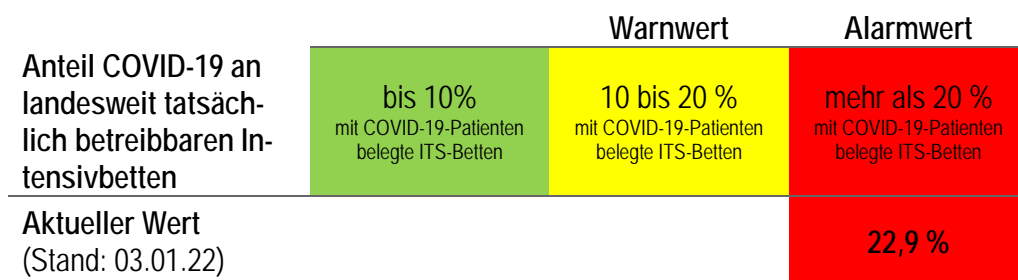 Warnwert Alarmwert
Anteil COVID-19 an
landesweit tatsäch-
lich betreibbaren In-
tensivbetten
bis 10%
mit COVID-19-Patienten
belegte ITS-Betten
10 bis 20 %
mit COVID-19-Patienten
belegte ITS-Betten
mehr als 20 %
mit COVID-19-Patienten
belegte ITS-Betten
Aktueller Wert
(Stand: 03.01.22)
22,9 %